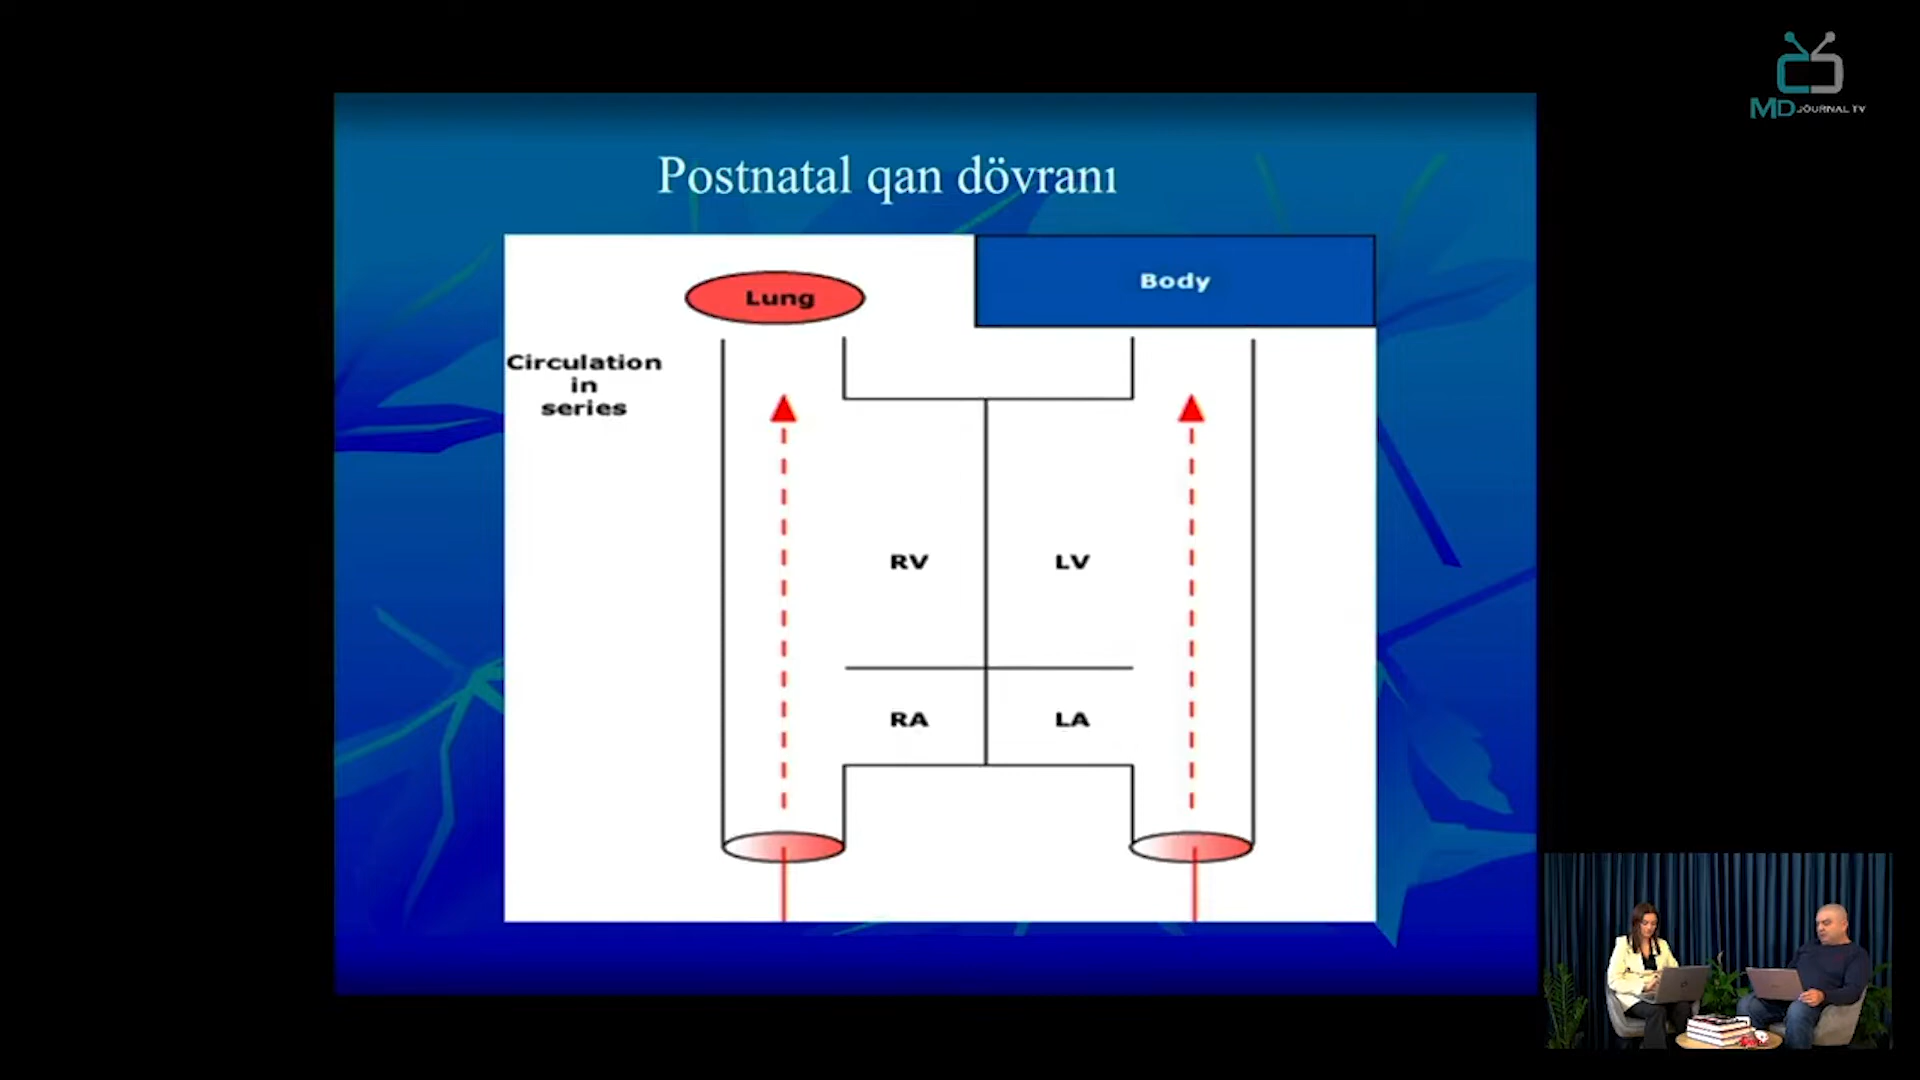 MD JOURNAL TV
Postnatal qan dövranı
Lung
Body
Circulation
in
series
RV
LV
RA
LA